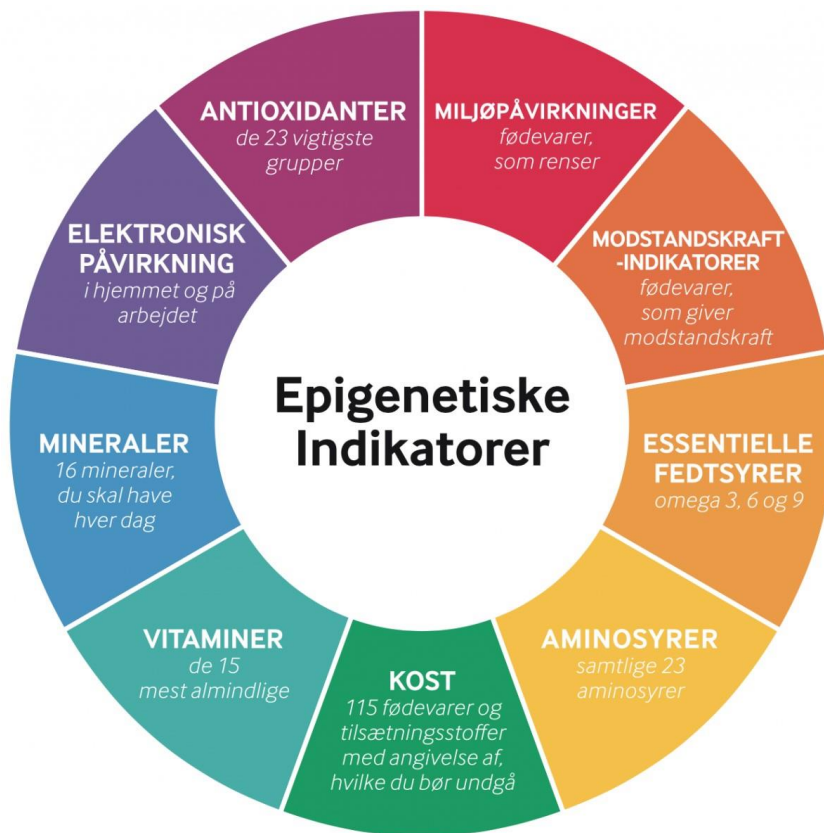 Epigenetiske
Indikatorer
MILJØPÅVIRKNINGER
fødevarer,
som renser
MODSTANDSKRAFT
-INDIKATORER
fødevarer,
som giver
modstandskraft
ESSENTIELLE
FEDTSYRER
omega 3, 6 og 9
AMINOSYRER
samtlige 23
aminosyrer
KOST
115 fødevarer og
tilsætningsstoffer
med angivelse af,
hvilke du bør undgå
VITAMINER
de 15
mest almindlige
MINERALER
16 mineraler,
du skal have
hver dag
ELEKTRONISK
PÅVIRKNING
i hjemmet og på
arbejdet
ANTIOXIDANTER
de 23 vigtigste
grupper